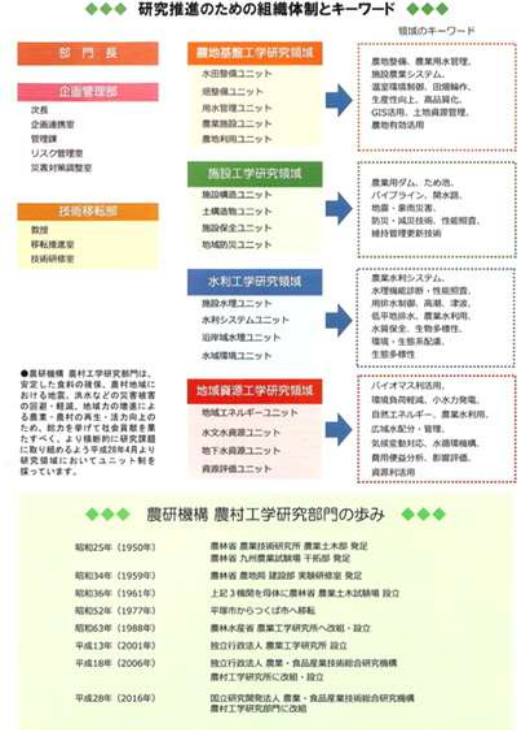 ◆◆◆ 研究推進のための組織体制とキーワード ◆◆◆
領域のキーワード
部門長
企画管理部
次長
企画連携室
管理課
リスク管理室
災害対策調整室
技術移転部
教授
移転推進室
技術研修室
●農研機構 農村工学研究部門は、
安定した食料の確保、農村地域に
おける地震、洪水などの災害被害
の回避・軽減、地域力の増進によ
る農業・農村の再生・活力向上の
ため、総力を挙げて社会貢献を果
たすべく、より横断的に研究課題
に取り組めるよう平成28年4月より
研究領域においてユニット制を
採っています。
農地基盤工学研究領域
水田整備ユニット
畑整備ユニット
用水管理ユニット
農業施設ユニット
農地利用ユニット
農地整備、農業用水管理、
施設農業システム、
温室環境制御、田畑輪作、
生産性向上、高品質化、
GIS活用、土地資源管理、
農地有効活用
施設工学研究領域
施設構造ユニット
土構造物ユニット
施設保全ユニット
地域防災ユニット
農業用ダム、ため池、
パイプライン、開水路、
地震・豪雨災害、
防災・減災技術、性能照査、
維持管理更新技術
水利工学研究領域
施設水理ユニット
水利システムユニット
沿岸域水理ユニット
水域環境ユニット
農業水利システム、
水理機能診断・性能照査、
用排水制御、高潮、津波、
低平地排水、農業水利用、
水質保全、生物多様性、
環境・生態系配慮、
生態多様性
地域資源工学研究領域
地域エネルギーユニット
水文水資源ユニット
地下水資源ユニット
資源評価ユニット
バイオマス利活用、
環境負荷軽減、小水力発電、
自然エネルギー、農業水利用、
広域水配分・管理、
気候変動対応、水循環機構、
費用便益分析、影響評価、
資源利活用
◆◆◆ 農研機構 農村工学研究部門の歩み ◆◆◆
昭和25年（1950年） 農林省 農業技術研究所 農業土木部 発足
農林省 九州農業試験場 干拓部 発足
昭和34年（1959年） 農林省 農地局 建設部 実験研修室 発足
昭和36年（1961年） 上記３機関を母体に農林省 農業土木試験場 設立
昭和52年（1977年） 平塚市からつくば市へ移転
昭和63年（1988年） 農林水産省 農業工学研究所へ改組・設立
平成13年（2001年） 独立行政法人 農業工学研究所 設立
平成18年（2006年） 独立行政法人 農業・食品産業技術総合研究機構
農村工学研究所に改組・設立
平成28年（2016年） 国立研究開発法人 農業・食品産業技術総合研究機構
農村工学研究部門に改組